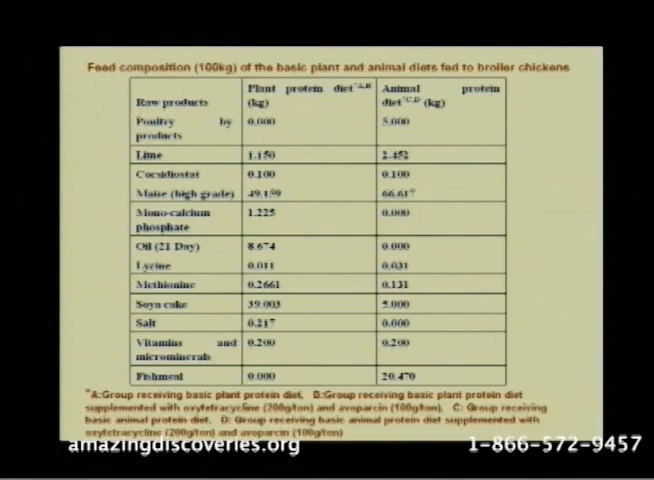 Feed composition (100kg) of the basic plant and animal diets fed to broiler chickens
Raw products Plant protein diet*A,B (kg) Animal protein diet*C,D (kg)
Poultry by products 0.000 5.000
Lime 1.150 2.452
Cocsidiostat 0.100 0.100
Maize (high grade) 49.159 66.617
Mono-calcium phosphate 1.225 0.000
Oil (21 Day) 8.674 0.000
Lycine 0.011 0.031
Methionine 0.2661 0.131
Soya cake 39.003 5.000
Salt 0.217 0.000
Vitamins and microminerals 0.200 0.200
Fishmeal 0.000 20.470
*A:Group receiving basic plant protein diet, B:Group receiving basic plant protein diet
supplemented with oxytetracycline (200g/ton) and avoparcin (100g/ton), C: Group receiving
basic animal protein diet, D: Group receiving basic animal protein diet supplemented with
oxytetracycline (200g/ton) and avoparcin (100g/ton)
amazingdiscoveries.org 1-866-572-9457